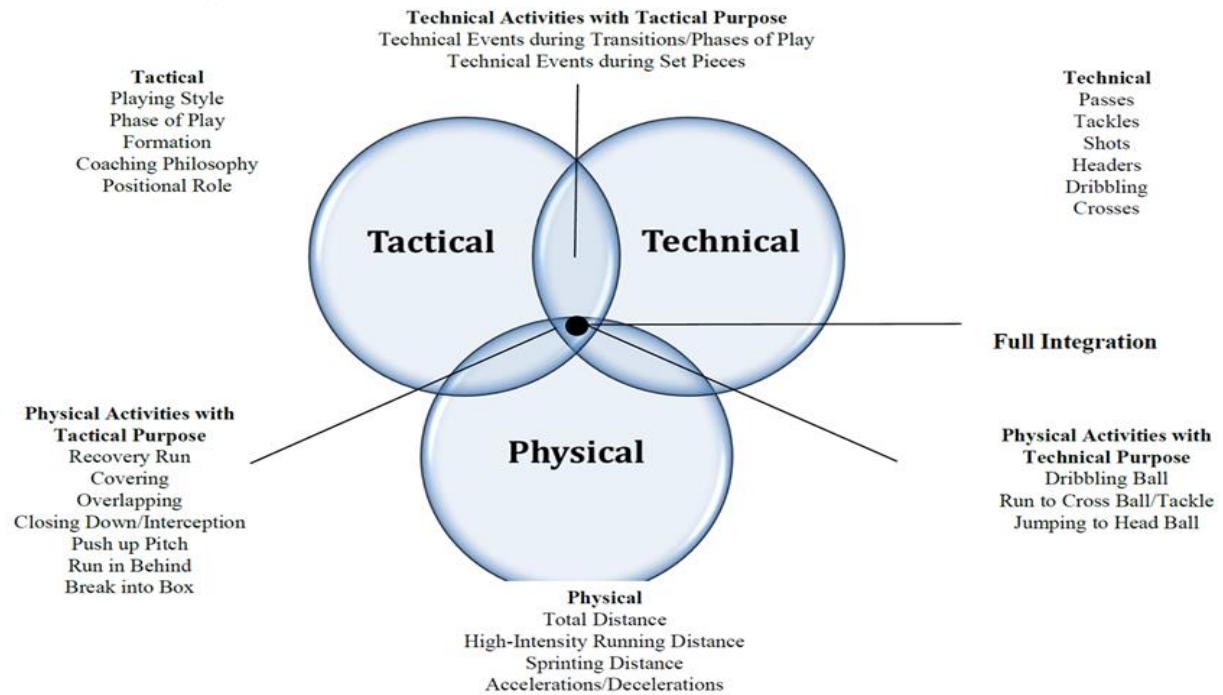 Technical Activities with Tactical Purpose
Technical Events during Transitions/Phases of Play
Technical Events during Set Pieces
Tactical
Playing Style
Phase of Play
Formation
Coaching Philosophy
Positional Role
Technical
Passes
Tackles
Shots
Headers
Dribbling
Crosses
Tactical
Technical
Full Integration
Physical Activities with
Tactical Purpose
Recovery Run
Covering
Overlapping
Closing Down/Interception
Push up Pitch
Run in Behind
Break into Box
Physical
Physical Activities with
Technical Purpose
Dribbling Ball
Run to Cross Ball/Tackle
Jumping to Head Ball
Physical
Total Distance
High-Intensity Running Distance
Sprinting Distance
Accelerations/Decelerations